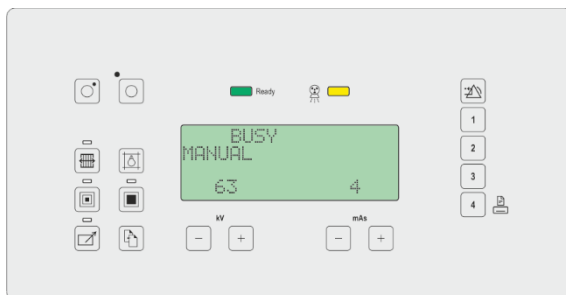 Ready
BUSY
MANUAL
63 4
kV mAs
- + - +
1
2
3
4